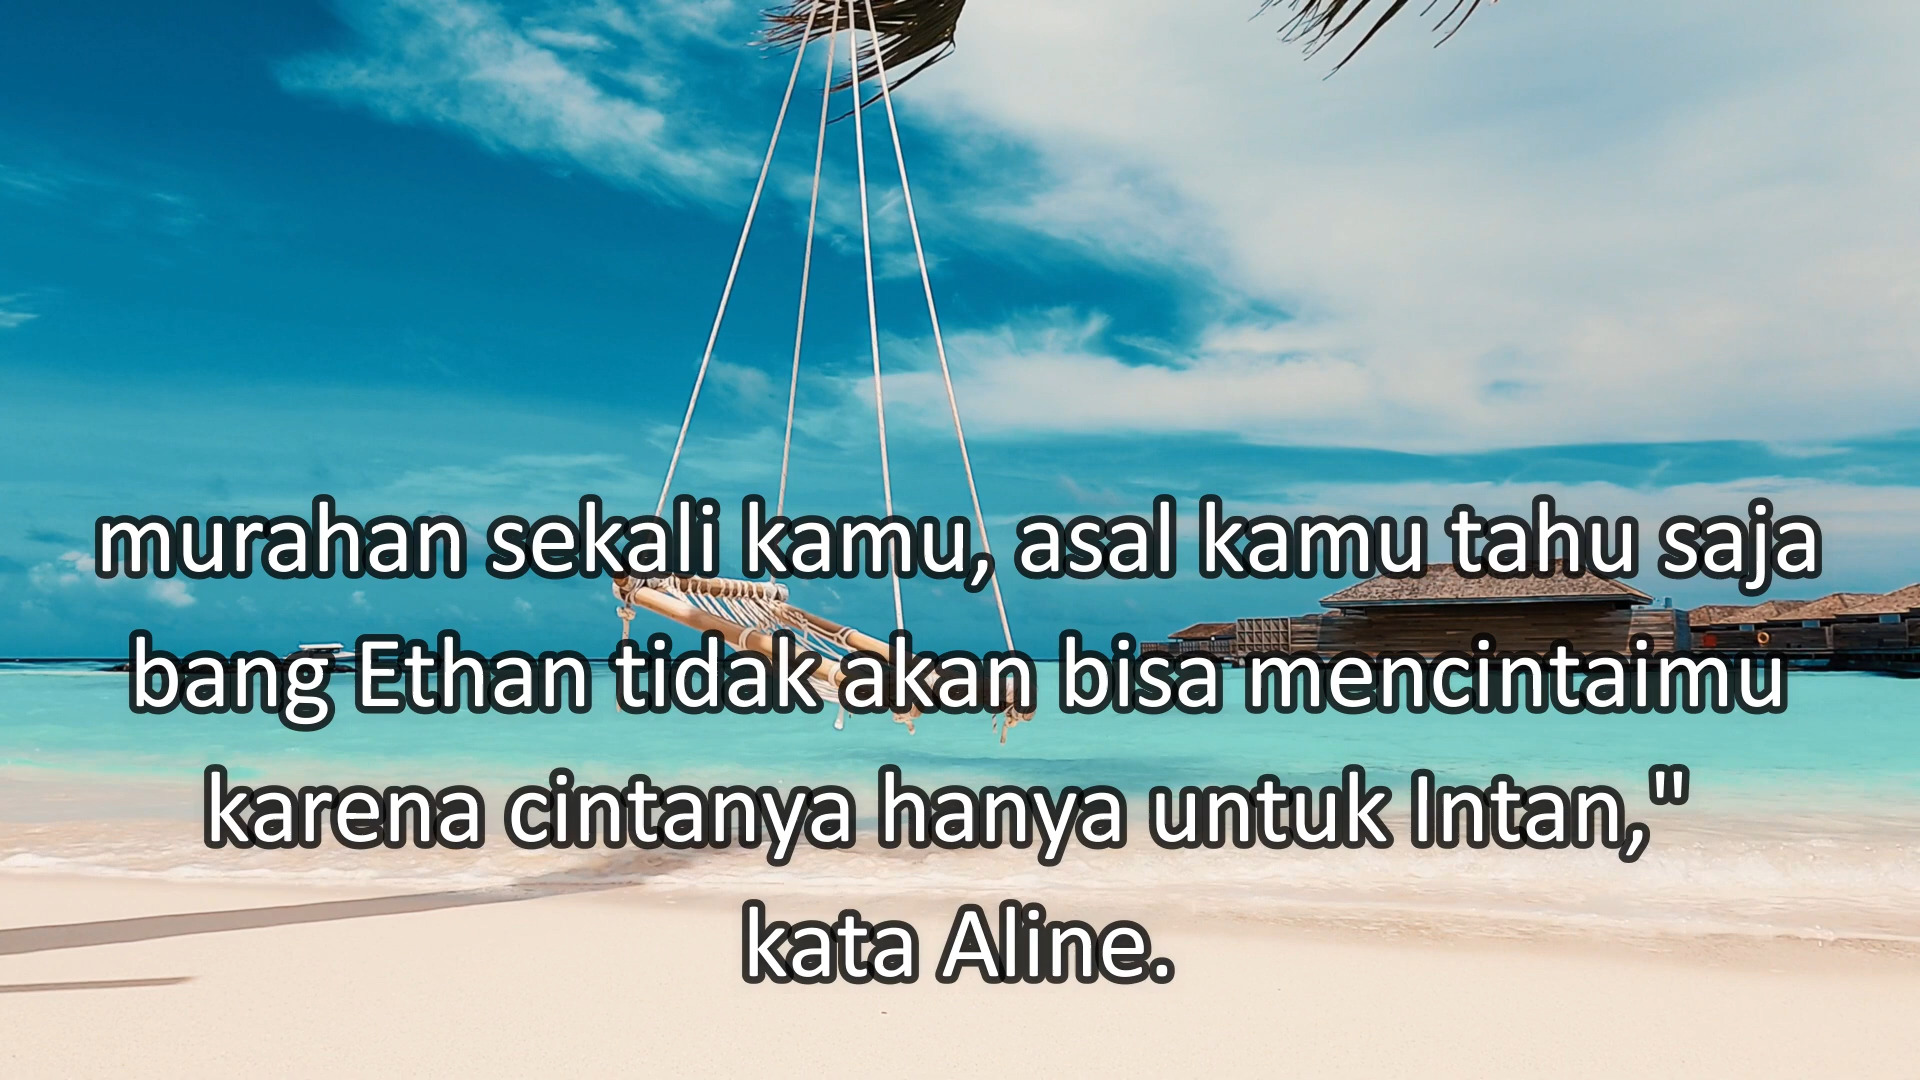 murahan sekali kamu, asal kamu tahu saja
bang Ethan tidak akan bisa mencintaimu
karena cintanya hanya untuk Intan,"
kata Aline.